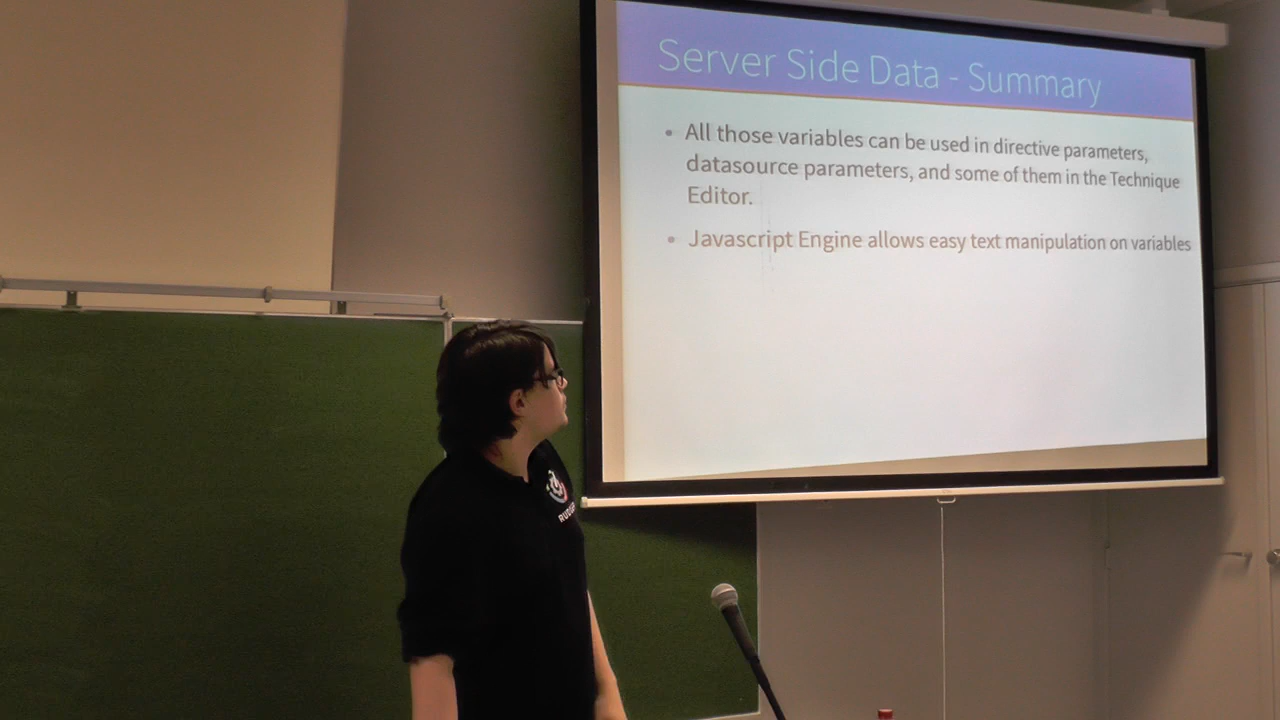 Server Side Data - Summary
• All those variables can be used in directive parameters,
datasource parameters, and some of them in the Technique
Editor.
• Javascript Engine allows easy text manipulation on variables